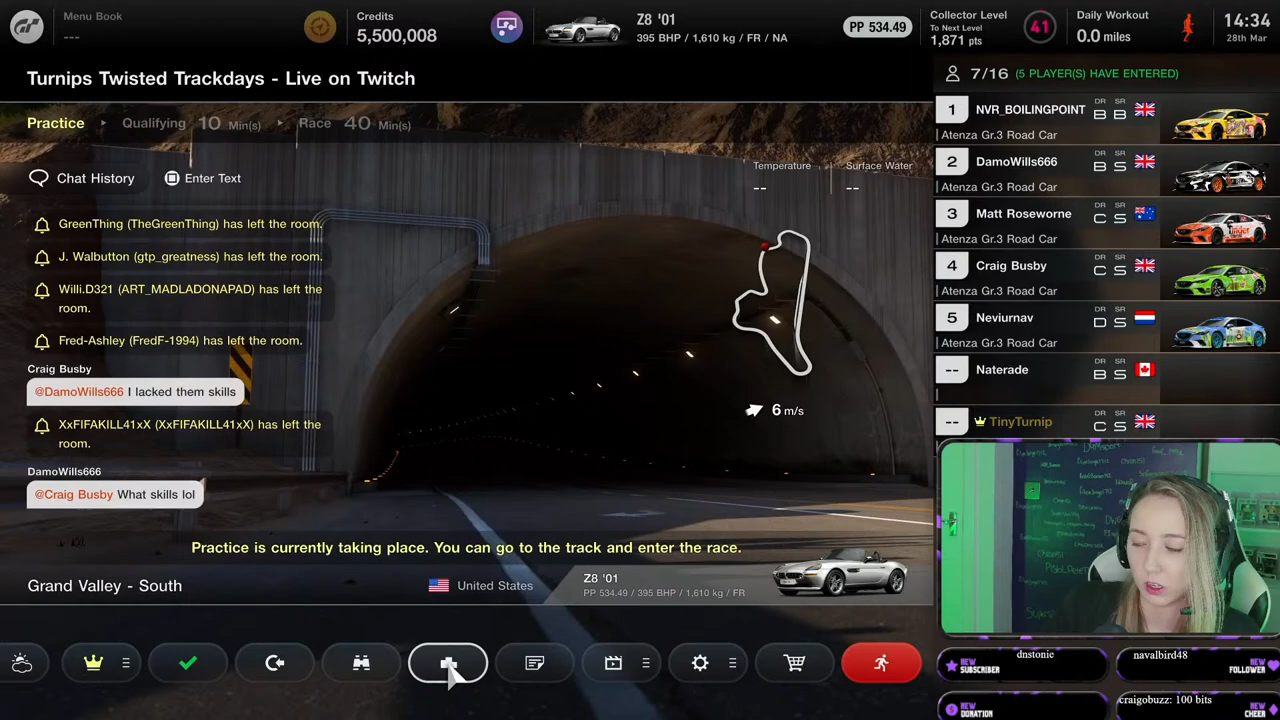 Menu Book
---
Credits
5,500,008
Z8 '01
395 BHP / 1,610 kg / FR / NA
PP 534.49
Collector Level
To Next Level
1,871 pts
41
Daily Workout
0.0 miles
14:34
28th Mar
Turnips Twisted Trackdays - Live on Twitch
7/16 (5 PLAYER(S) HAVE ENTERED)
Practice Qualifying 10 Min(s) Race 40 Min(s)
Temperature
--
Surface Water
--
Chat History Enter Text
GreenThing (TheGreenThing) has left the room.
J. Walbutton (gtp_greatness) has left the room.
Willi.D321 (ART_MADLADONAPAD) has left the
room.
Fred-Ashley (FredF-1994) has left the room.
Craig Busby
@DamoWills666 I lacked them skills
XxFIFAKILL41xX (XxFIFAKILL41xX) has left the
room.
DamoWills666
@Craig Busby What skills lol
6 m/s
Practice is currently taking place. You can go to the track and enter the race.
Grand Valley - South
United States
Z8 '01
PP 534.49 / 395 BHP / 1,610 kg / FR
1 NVR_BOILINGPOINT DR B SR B
Atenza Gr.3 Road Car
2 DamoWills666 DR B SR S
Atenza Gr.3 Road Car
3 Matt Roseworne DR C SR S
Atenza Gr.3 Road Car
4 Craig Busby DR C SR S
Atenza Gr.3 Road Car
5 Neviurnav DR D SR S
Atenza Gr.3 Road Car
-- Naterade DR B SR S
-- TinyTurnip DR C SR S
NEW SUBSCRIBER
dnstonic
navalbird48
NEW FOLLOWER
NEW DONATION
craigobuzz: 100 bits
NEW CHEER